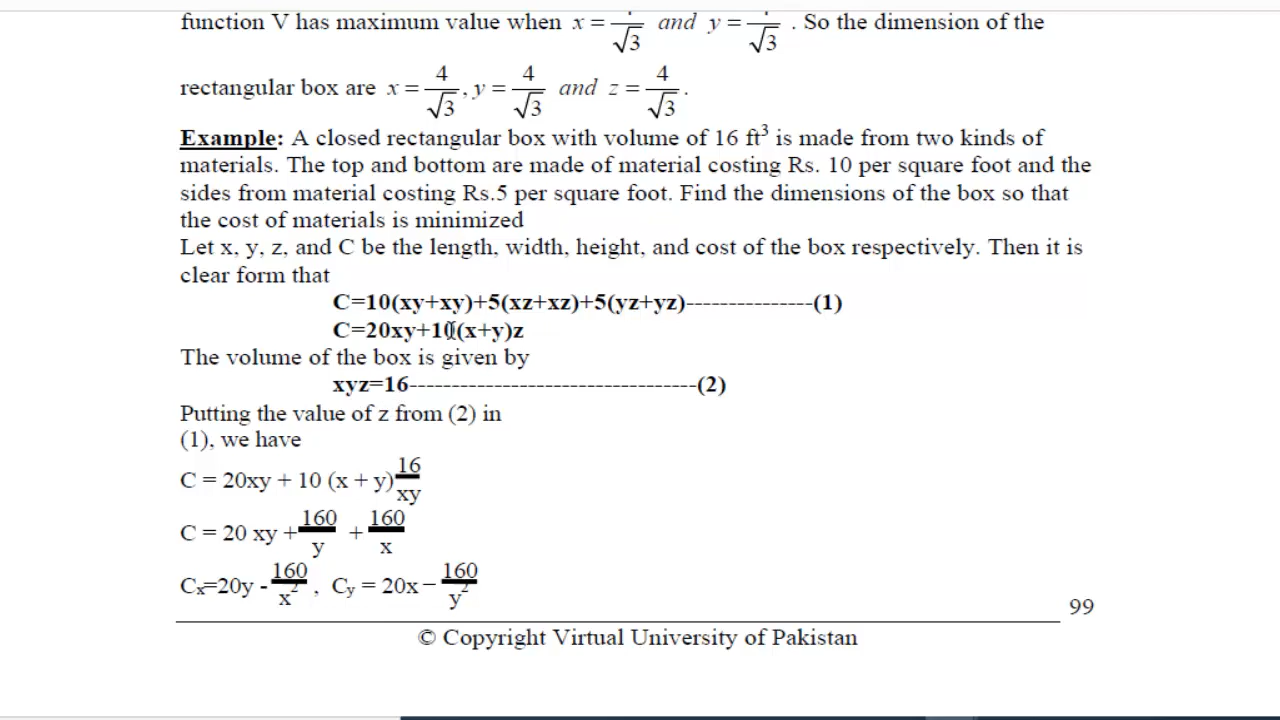 function V has maximum value when x = /√3 and y = /√3 . So the dimension of the
rectangular box are x = 4/√3 , y = 4/√3 and z = 4/√3 .
Example: A closed rectangular box with volume of 16 ft³ is made from two kinds of
materials. The top and bottom are made of material costing Rs. 10 per square foot and the
sides from material costing Rs.5 per square foot. Find the dimensions of the box so that
the cost of materials is minimized
Let x, y, z, and C be the length, width, height, and cost of the box respectively. Then it is
clear form that
C=10(xy+xy)+5(xz+xz)+5(yz+yz)---------------(1)
C=20xy+10(x+y)z
The volume of the box is given by
xyz=16----------------------------------(2)
Putting the value of z from (2) in
(1), we have
C = 20xy + 10 (x + y) 16/xy
C = 20 xy + 160/y + 160/x
Cₓ=20y - 160/x² , Cy = 20x − 160/y²
99
© Copyright Virtual University of Pakistan